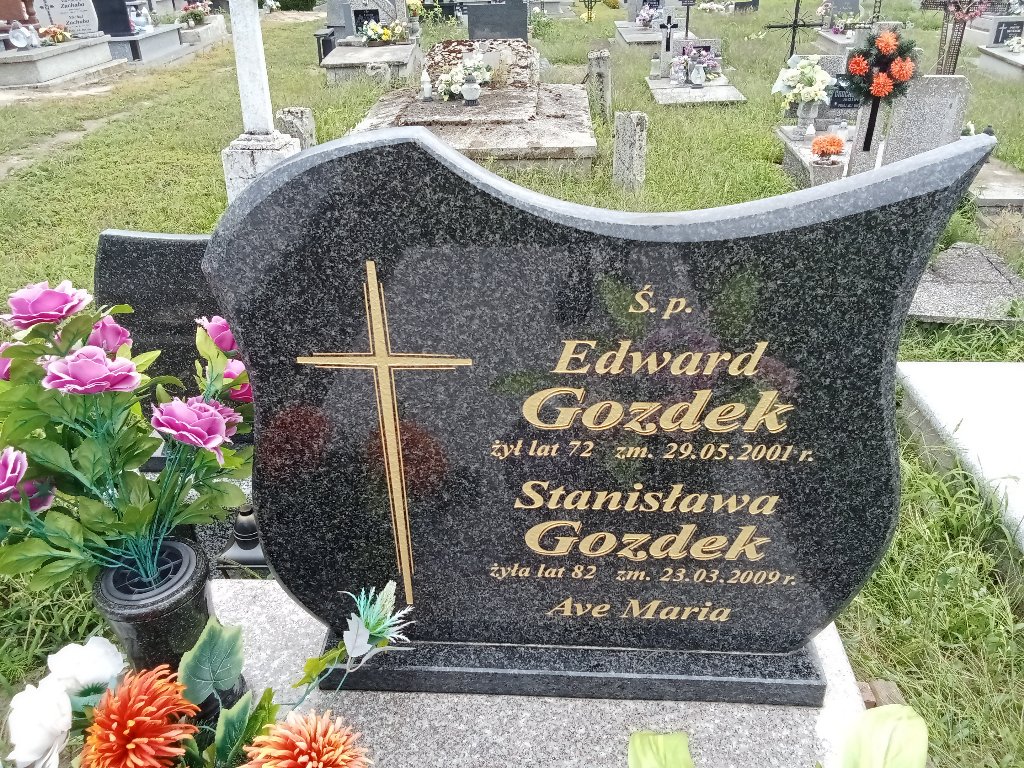 Ś. p.
Edward
Gozdek
żył lat 72 zm. 29.05.2001 r.
Stanisława
Gozdek
żyła lat 82 zm. 23.03.2009 r.
Ave Maria
Zuchoba